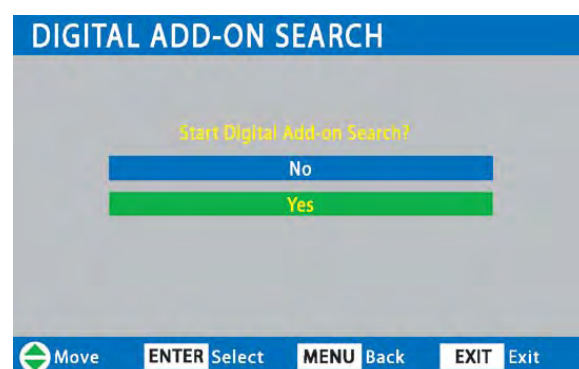 DIGITAL ADD-ON SEARCH
Start Digital Add-on Search?
No
Yes
Move ENTER Select MENU Back EXIT Exit